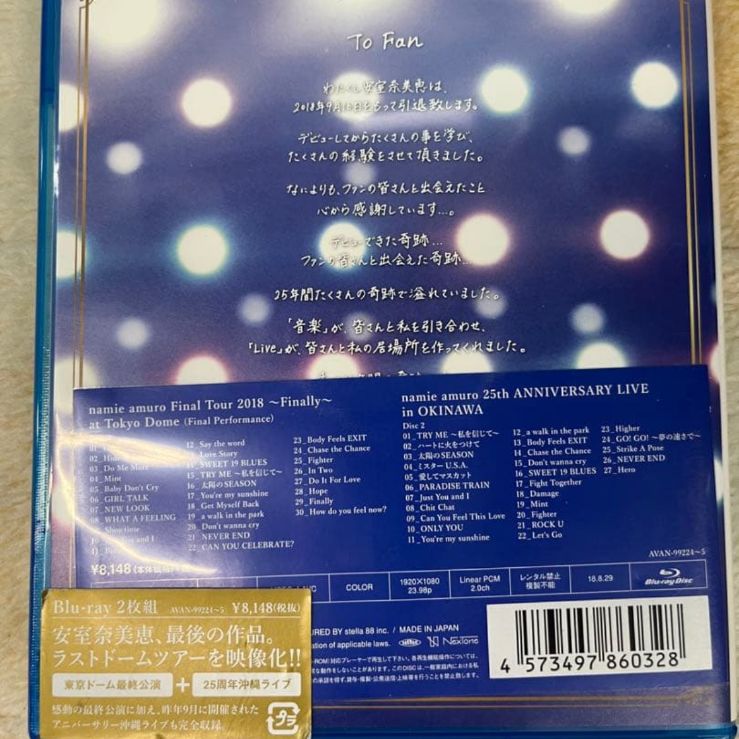 To Fan
わたくし安室奈美恵は、
2018年9月16日をもって引退致します。
デビューしてからたくさんの事を学び、
たくさんの経験をさせて頂きました。
なによりも、ファンの皆さんと出会えたこと
心から感謝しています…。
デビューできた奇跡…
ファンの皆さんと出会えた奇跡…
25年間たくさんの奇跡で溢れていました。
「音楽」が、皆さんと私を引き合わせ、
「Live」が、皆さんと私の居場所を作ってくれました。
namie amuro Final Tour 2018 ～Finally～
at Tokyo Dome (Final Performance)
02_
03_Do Me More
04_Mint
05_Baby Don't Cry
06_GIRL TALK
07_NEW LOOK
08_WHAT A FEELING
Showtime
12_Say the word
Love Story
SWEET 19 BLUES
15_TRY ME ～私を信じて～
16_太陽のSEASON
17_You're my sunshine
18_Get Myself Back
19_a walk in the park
20_Don't wanna cry
21_NEVER END
22_CAN YOU CELEBRATE?
23_Body Feels EXIT
24_Chase the Chance
25_Fighter
26_In Two
27_Do It For Love
28_Hope
29_Finally
30_How do you feel now?
namie amuro 25th ANNIVERSARY LIVE
in OKINAWA
Disc 2
01_TRY ME ～私を信じて～
02_ハートに火をつけて
03_太陽のSEASON
04_ミスターU.S.A.
05_愛してマスカット
06_PARADISE TRAIN
07_Just You and I
08_Chit Chat
09_Can You Feel This Love
10_ONLY YOU
11_You're my sunshine
12_a walk in the park
13_Body Feels EXIT
14_Chase the Chance
15_Don't wanna cry
16_SWEET 19 BLUES
17_Fight Together
18_Damage
19_Mint
20_Fighter
21_ROCK U
22_Let's Go
23_Higher
24_GO! GO! ～夢の速さで～
25_Strike A Pose
26_NEVER END
27_Hero
AVAN-99224~5
¥8,148(本体価格
COLOR
1920X1080
23.98p
Linear PCM
2.0ch
レンタル禁止
複製不能
18.8.29
Blu-ray Disc
URED BY stella 88 inc. / MADE IN JAPAN
ation of applicable laws.
NexTone
4 573497 860328
Blu-ray 2枚組 AVAN-99224~5 ¥8,148(税抜)
安室奈美恵、最後の作品。
ラストドームツアーを映像化!!
東京ドーム最終公演 + 25周年沖縄ライブ
感動の最終公演に加え、昨年9月に開催された
アニバーサリー沖縄ライブも完全収録。